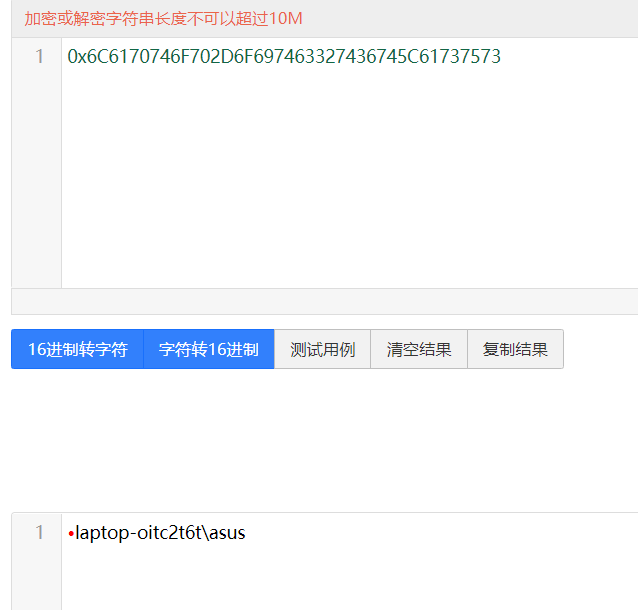 加密或解密字符串长度不可以超过10M
1 0x6C6170746F702D6F697463327436745C61737573
16进制转字符 字符转16进制 测试用例 清空结果 复制结果
1 •laptop-oitc2t6t\asus